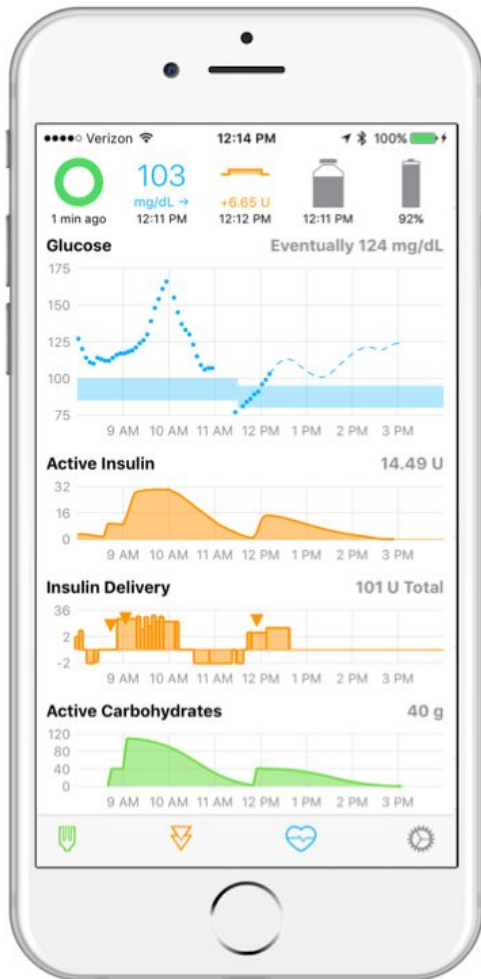 ●●●●○ Verizon 12:14 PM 100%
103
mg/dL → +6.65 U
1 min ago 12:11 PM 12:12 PM 12:11 PM 92%
Glucose Eventually 124 mg/dL
175
150
125
100
75
9 AM 10 AM 11 AM 12 PM 1 PM 2 PM 3 PM
Active Insulin 14.49 U
32
16
0
9 AM 10 AM 11 AM 12 PM 1 PM 2 PM 3 PM
Insulin Delivery 101 U Total
36
2
-2
9 AM 10 AM 11 AM 12 PM 1 PM 2 PM 3 PM
Active Carbohydrates 40 g
120
80
40
0
9 AM 10 AM 11 AM 12 PM 1 PM 2 PM 3 PM